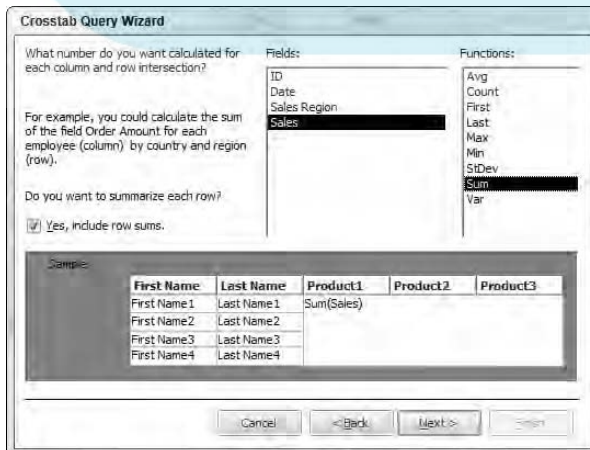 Crosstab Query Wizard
What number do you want calculated for
each column and row intersection?
For example, you could calculate the sum
of the field Order Amount for each
employee (column) by country and region
(row).
Do you want to summarize each row?
Yes, include row sums.
Fields:
ID
Date
Sales Region
Sales
Functions:
Avg
Count
First
Last
Max
Min
StDev
Sum
Var
Sample:
First Name Last Name Product1 Product2 Product3
First Name1 Last Name1 Sum(Sales)
First Name2 Last Name2
First Name3 Last Name3
First Name4 Last Name4
Cancel < Back Next > Finish